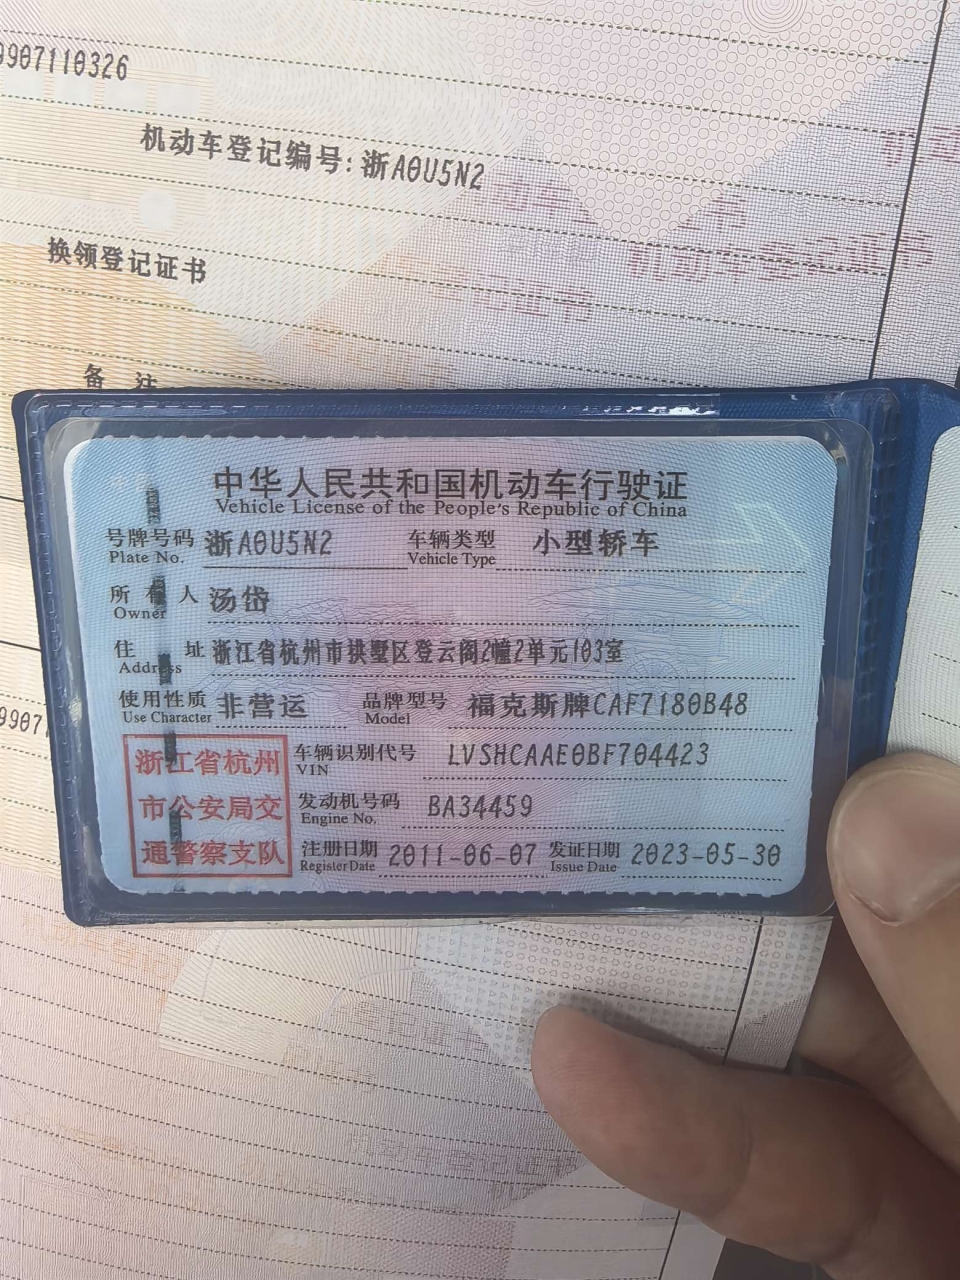 9907110326
机动车登记编号:浙A0U5N2
换领登记证书
备 注
中华人民共和国机动车行驶证
Vehicle License of the People's Republic of China
号牌号码 浙A0U5N2 车辆类型 小型轿车
Plate No. Vehicle Type
所有人 汤岱
Owner
住 址 浙江省杭州市拱墅区登云阁2幢2单元103室
Address
使用性质 非营运 品牌型号 福克斯牌CAF7180B48
Use Character Model
浙江省杭州
市公安局交
通警察支队
车辆识别代号 LVSHCAAE0BF704423
VIN
发动机号码 BA34459
Engine No.
注册日期 2011-06-07 发证日期 2023-05-30
Register Date Issue Date
9907